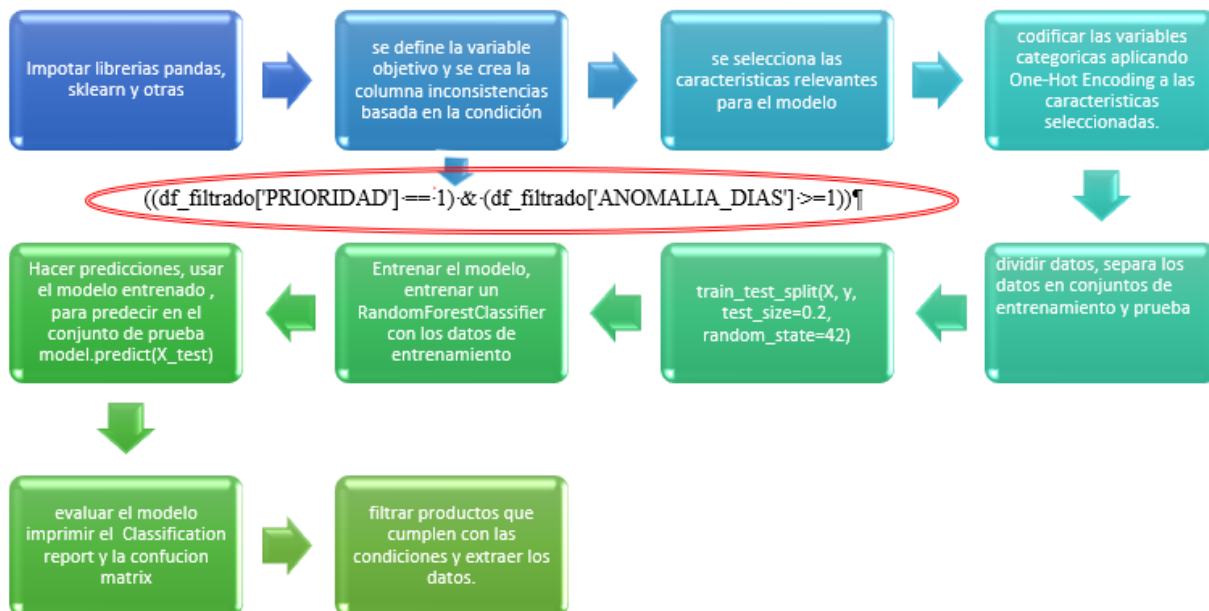 Impotar librerias pandas,
sklearn y otras
se define la variable
objetivo y se crea la
columna inconsistencias
basada en la condición
se selecciona las
caracteristicas relevantes
para el modelo
codificar las variables
categoricas aplicando
One-Hot Encoding a las
caracteristicas
seleccionadas.
((df_filtrado['PRIORIDAD']·==·1)·&·(df_filtrado['ANOMALIA_DIAS']·>=1))¶
dividir datos, separa los
datos en conjuntos de
entrenamiento y prueba
train_test_split(X, y,
test_size=0.2,
random_state=42)
Entrenar el modelo,
entrenar un
RandomForestClassifier
con los datos de
entrenamiento
Hacer predicciones, usar
el modelo entrenado ,
para predecir en el
conjunto de prueba
model.predict(X_test)
evaluar el modelo
imprimir el  Classification
report y la confucion
matrix
filtrar productos que
cumplen con las
condiciones y extraer los
datos.